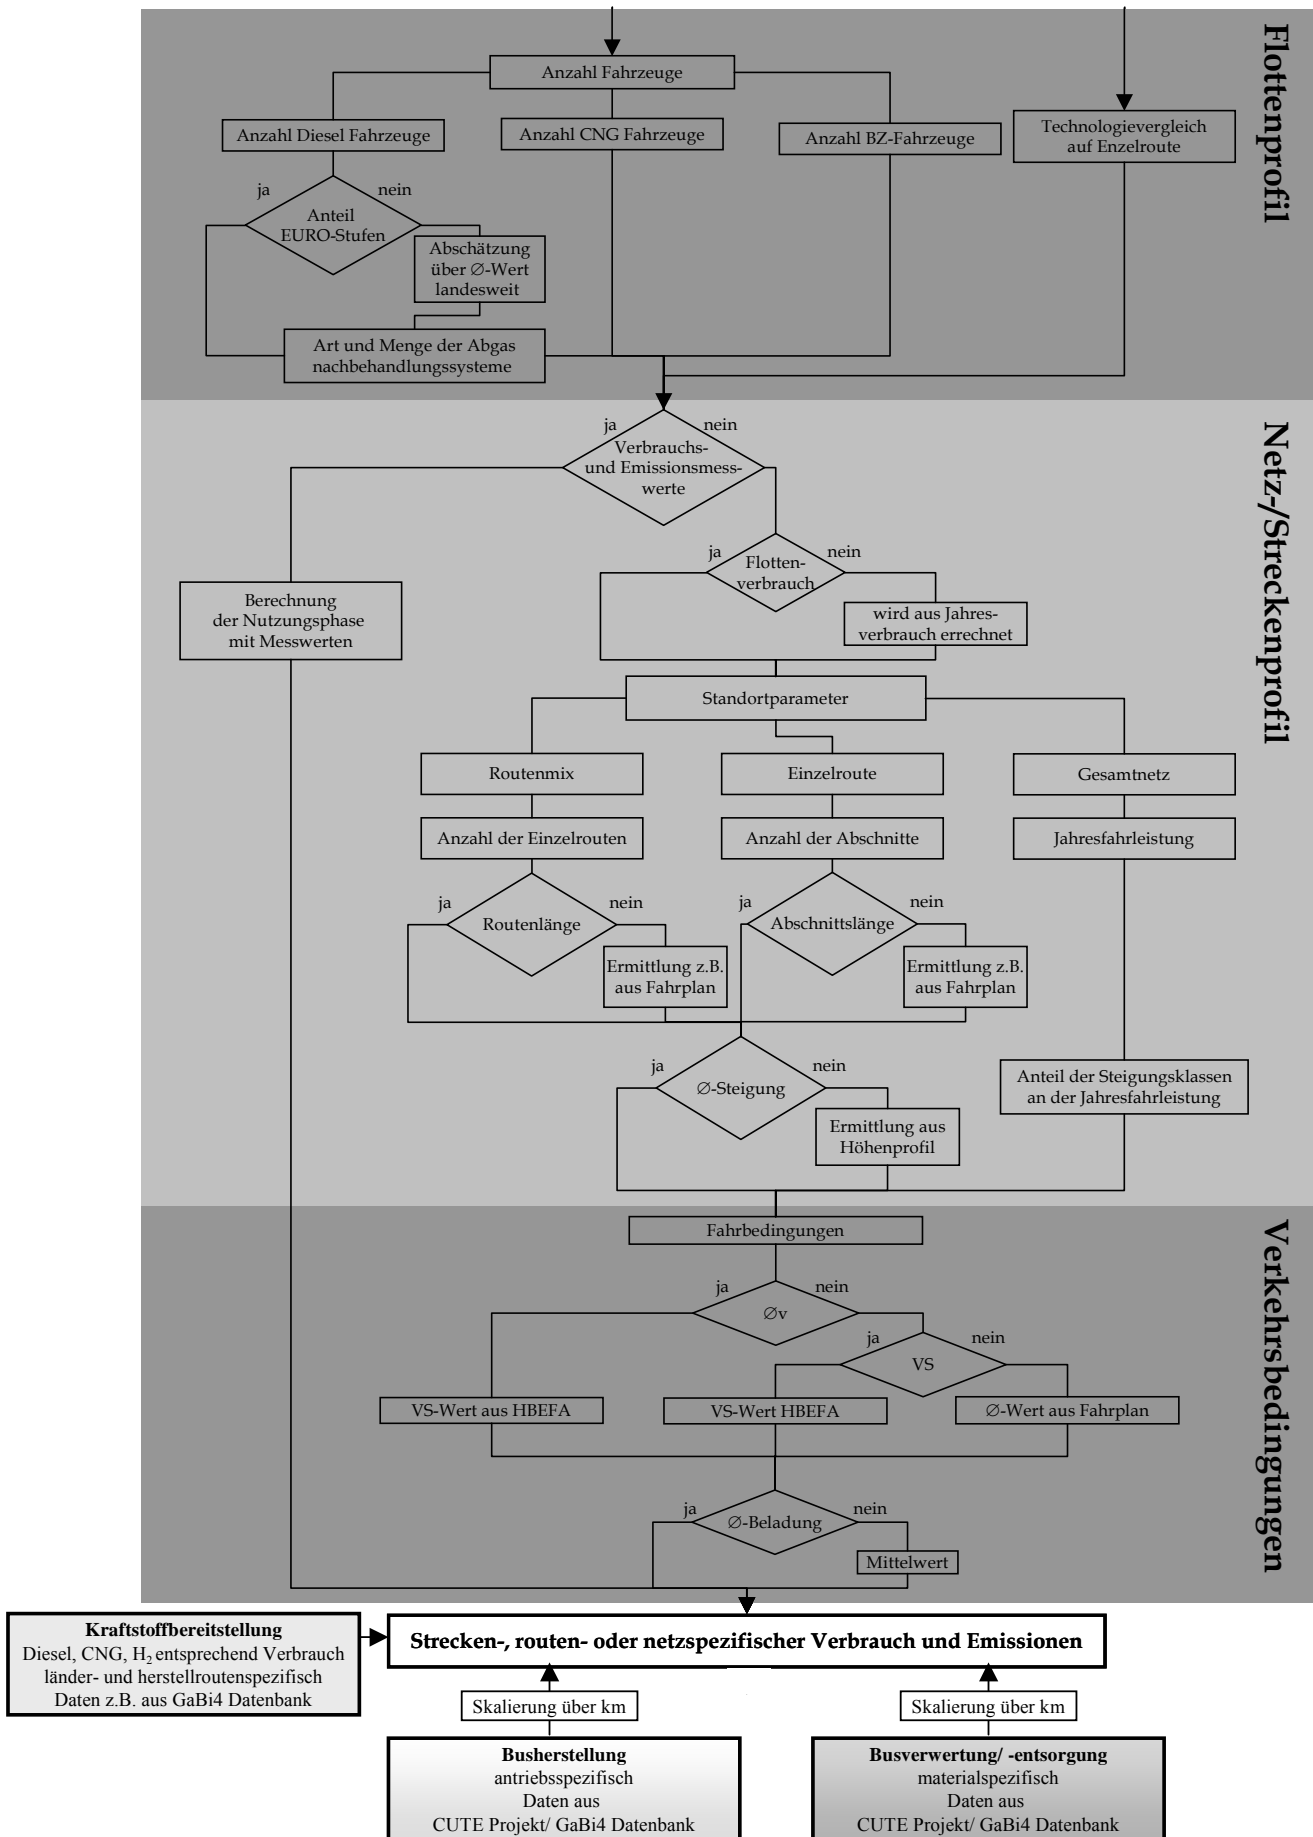 Flottenprofil
Anzahl Fahrzeuge
Anzahl Diesel Fahrzeuge
Anzahl CNG Fahrzeuge
Anzahl BZ-Fahrzeuge
Technologievergleich
auf Enzelroute
ja
nein
Anteil
EURO-Stufen
Abschätzung
über Ø-Wert
landesweit
Art und Menge der Abgas
nachbehandlungssysteme
Netz-/Streckenprofil
ja
nein
Verbrauchs-
und Emissionsmess-
werte
ja
nein
Flotten-
verbrauch
Berechnung
der Nutzungsphase
mit Messwerten
wird aus Jahres-
verbrauch errechnet
Standortparameter
Routenmix
Einzelroute
Gesamtnetz
Anzahl der Einzelrouten
Anzahl der Abschnitte
Jahresfahrleistung
ja
nein
Routenlänge
ja
nein
Abschnittslänge
Ermittlung z.B.
aus Fahrplan
Ermittlung z.B.
aus Fahrplan
ja
nein
Ø-Steigung
Anteil der Steigungsklassen
an der Jahresfahrleistung
Ermittlung aus
Höhenprofil
Verkehrsbedingungen
Fahrbedingungen
ja
nein
Øv
ja
nein
VS
VS-Wert aus HBEFA
VS-Wert HBEFA
Ø-Wert aus Fahrplan
ja
nein
Ø-Beladung
Mittelwert
Kraftstoffbereitstellung
Diesel, CNG, H₂ entsprechend Verbrauch
länder- und herstellroutenspezifisch
Daten z.B. aus GaBi4 Datenbank
Strecken-, routen- oder netzspezifischer Verbrauch und Emissionen
Skalierung über km
Skalierung über km
Busherstellung
antriebsspezifisch
Daten aus
CUTE Projekt/ GaBi4 Datenbank
Busverwertung/ -entsorgung
materialspezifisch
Daten aus
CUTE Projekt/ GaBi4 Datenbank